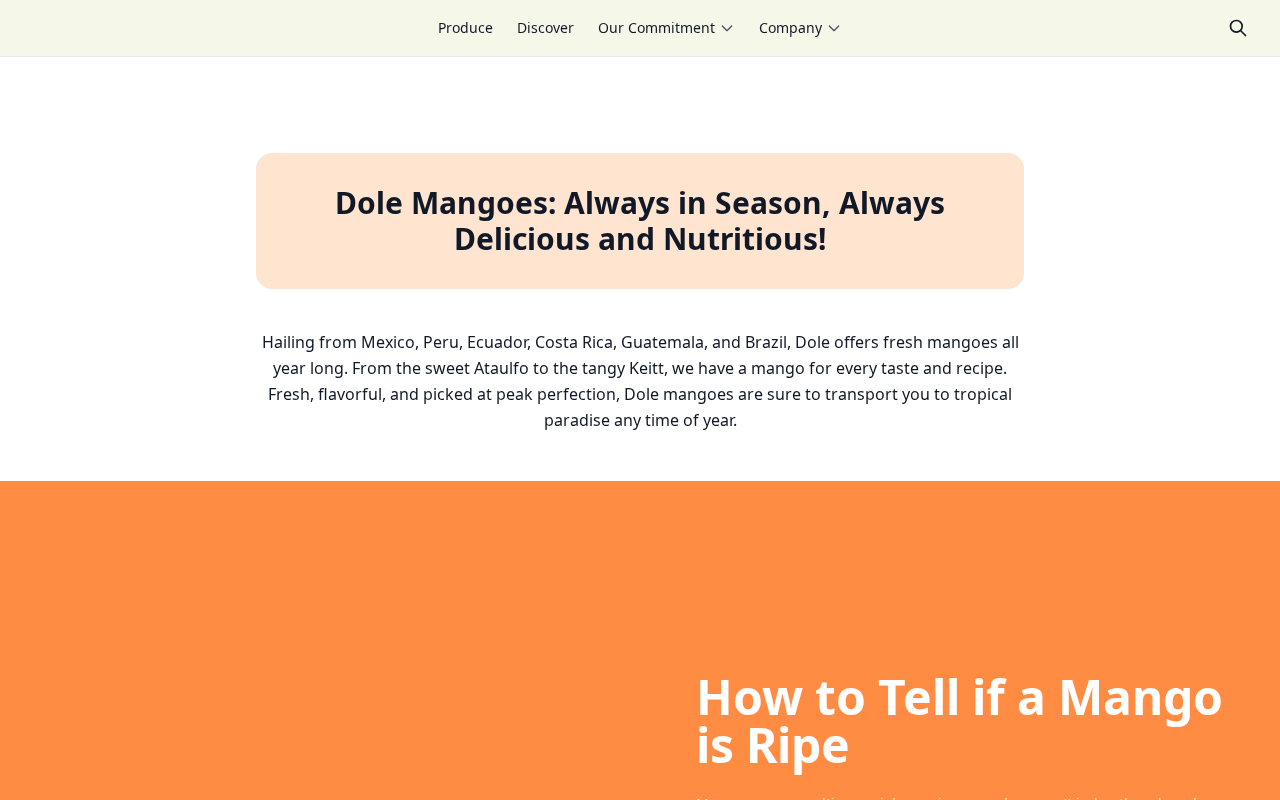 Produce
Discover
Our Commitment
Company
Dole Mangoes: Always in Season, Always
Delicious and Nutritious!
Hailing from Mexico, Peru, Ecuador, Costa Rica, Guatemala, and Brazil, Dole offers fresh mangoes all
year long. From the sweet Ataulfo to the tangy Keitt, we have a mango for every taste and recipe.
Fresh, flavorful, and picked at peak perfection, Dole mangoes are sure to transport you to tropical
paradise any time of year.
How to Tell if a Mango
is Ripe